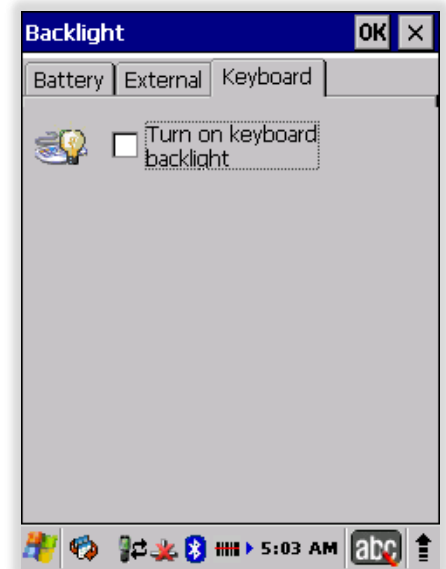 Backlight OK
Battery External Keyboard
Turn on keyboard
backlight
5:03 AM abc